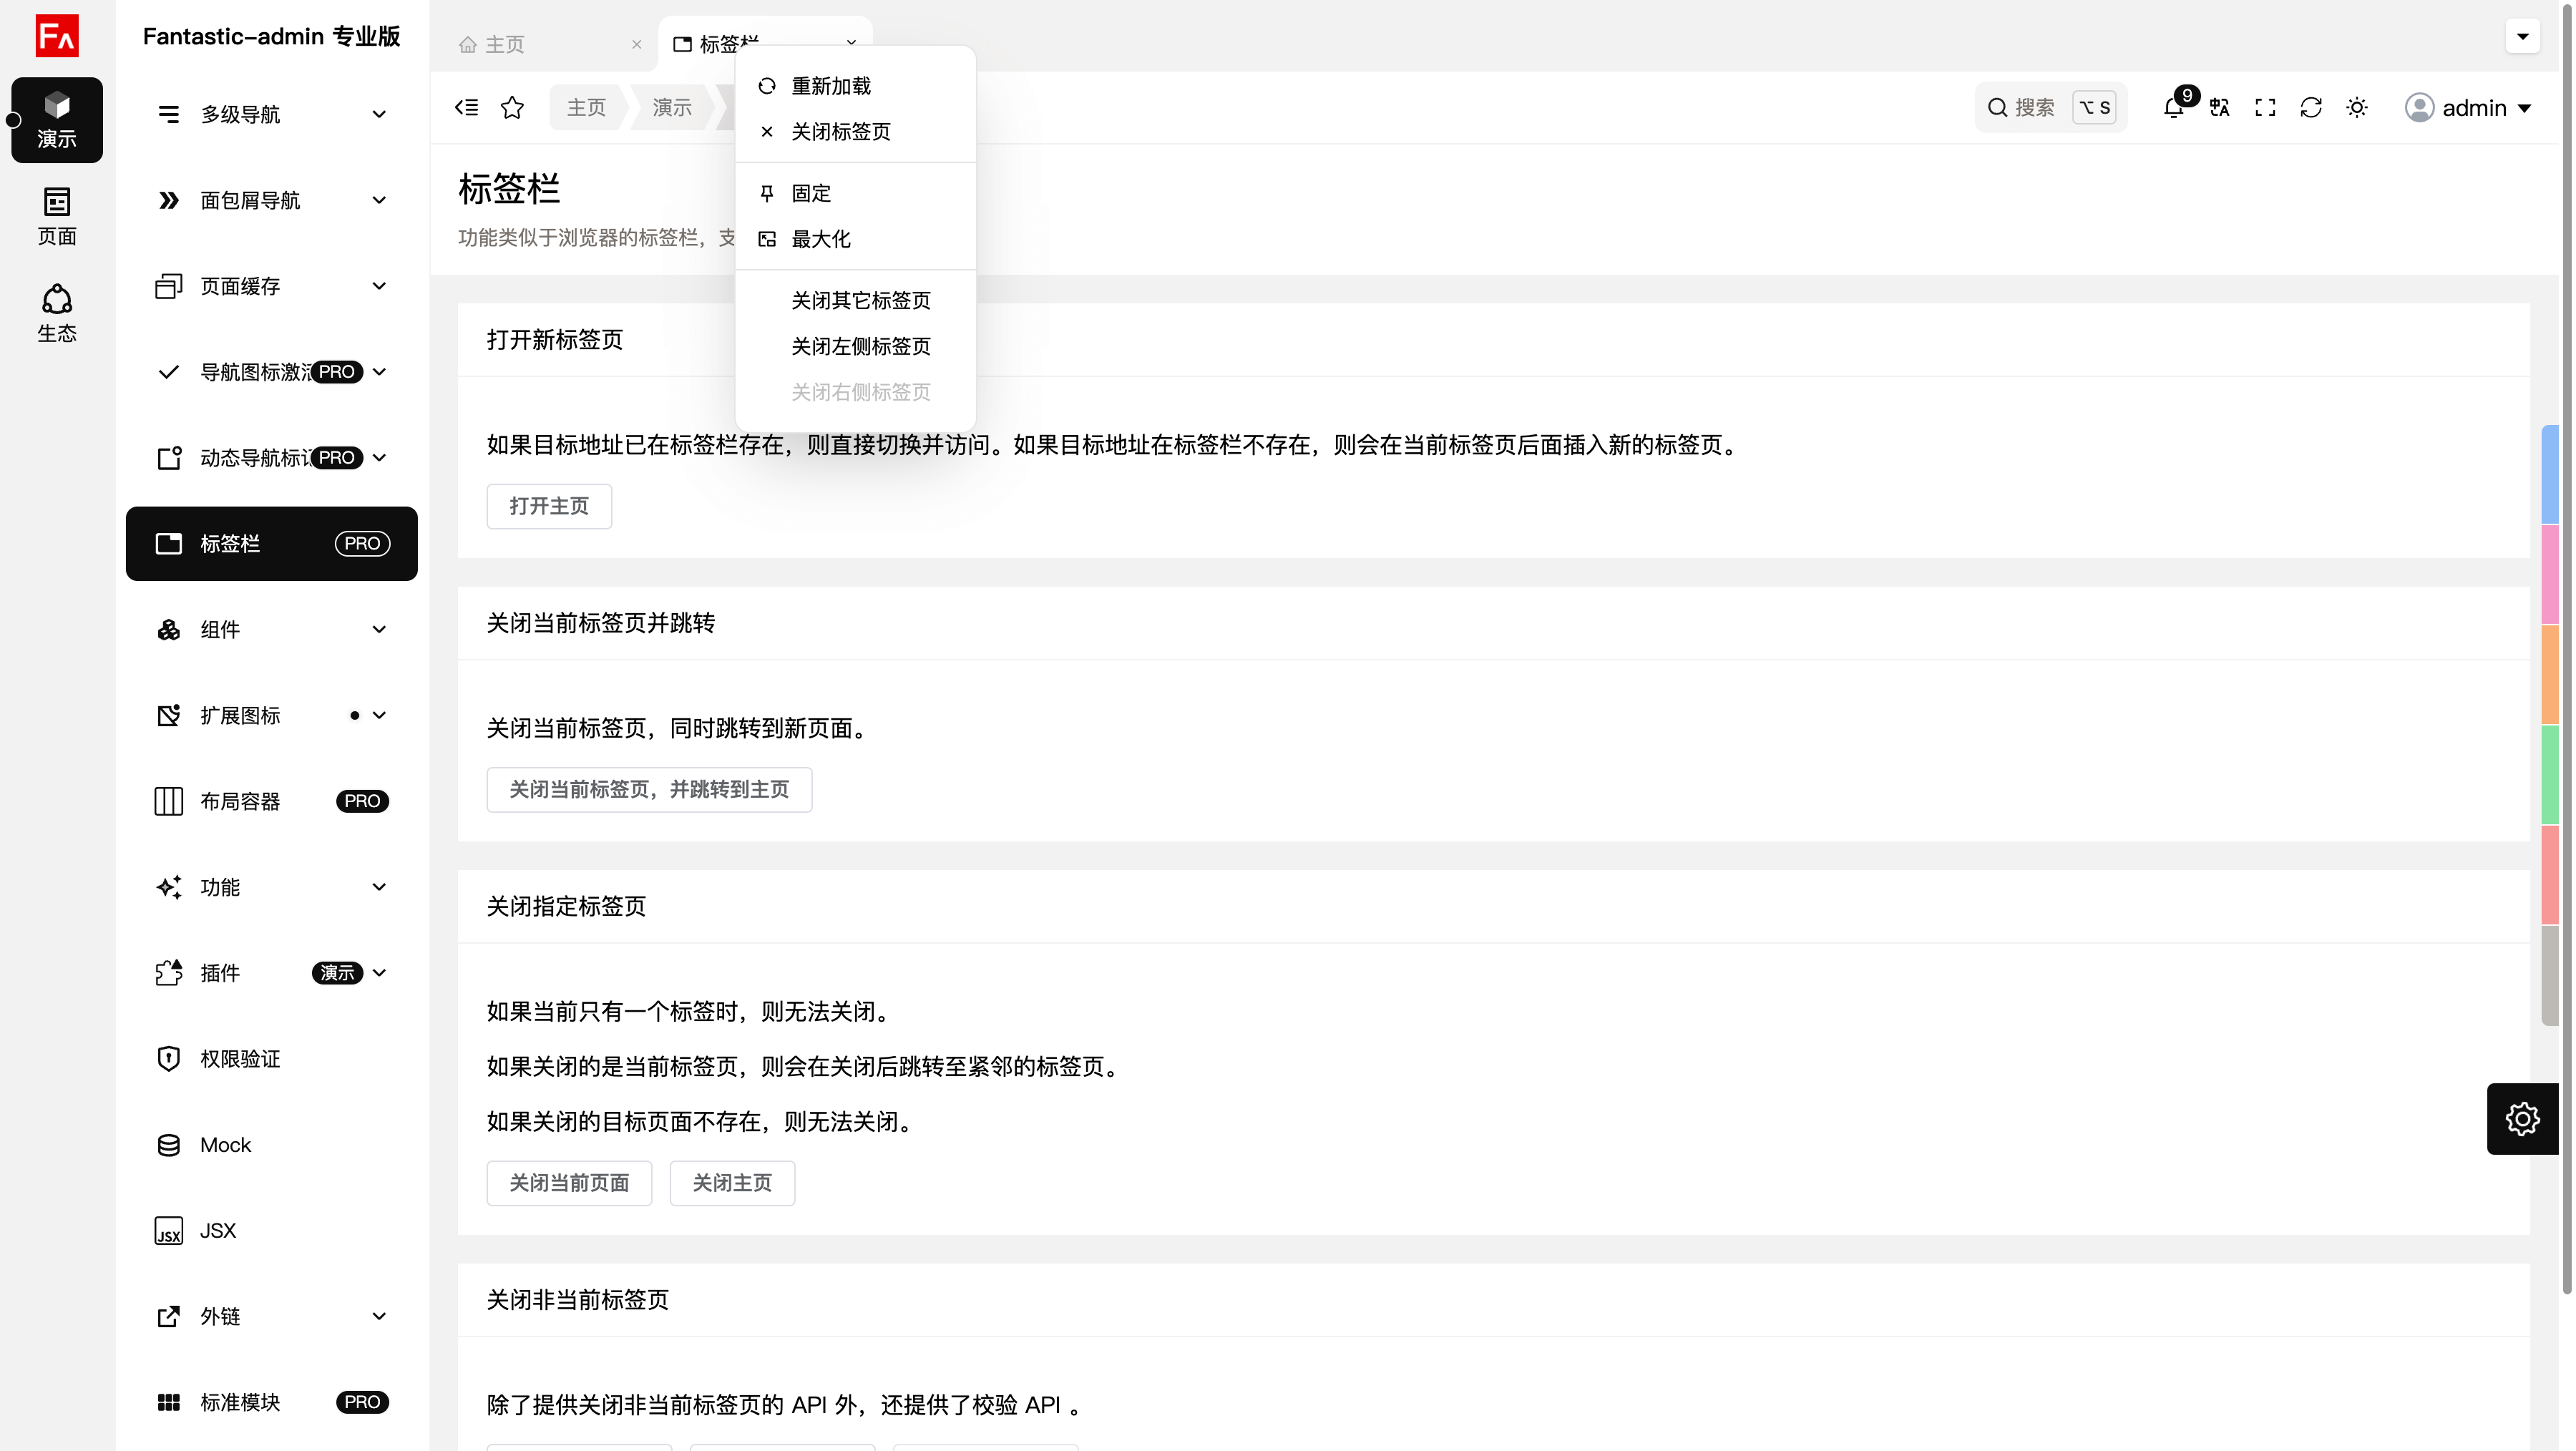 FA
演示
页面
生态
Fantastic-admin 专业版
多级导航
面包屑导航
页面缓存
导航图标激活 PRO
动态导航标记 PRO
标签栏 PRO
组件
扩展图标
布局容器 PRO
功能
插件 演示
权限验证
Mock
JSX JSX
外链
标准模块 PRO
主页
标签栏
主页
演示
搜索 ⌥ S
9
admin
重新加载
关闭标签页
固定
最大化
关闭其它标签页
关闭左侧标签页
关闭右侧标签页
标签栏
功能类似于浏览器的标签栏，支
打开新标签页
如果目标地址已在标签栏存在，则直接切换并访问。如果目标地址在标签栏不存在，则会在当前标签页后面插入新的标签页。
打开主页
关闭当前标签页并跳转
关闭当前标签页，同时跳转到新页面。
关闭当前标签页，并跳转到主页
关闭指定标签页
如果当前只有一个标签时，则无法关闭。
如果关闭的是当前标签页，则会在关闭后跳转至紧邻的标签页。
如果关闭的目标页面不存在，则无法关闭。
关闭当前页面
关闭主页
关闭非当前标签页
除了提供关闭非当前标签页的 API 外，还提供了校验 API 。